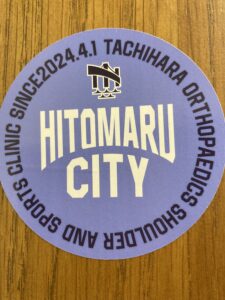 SINCE2024.4.1 TACHIHARA ORTHOPAEDICS SHOULDER AND SPORTS CLINIC
HITOMARU
CITY